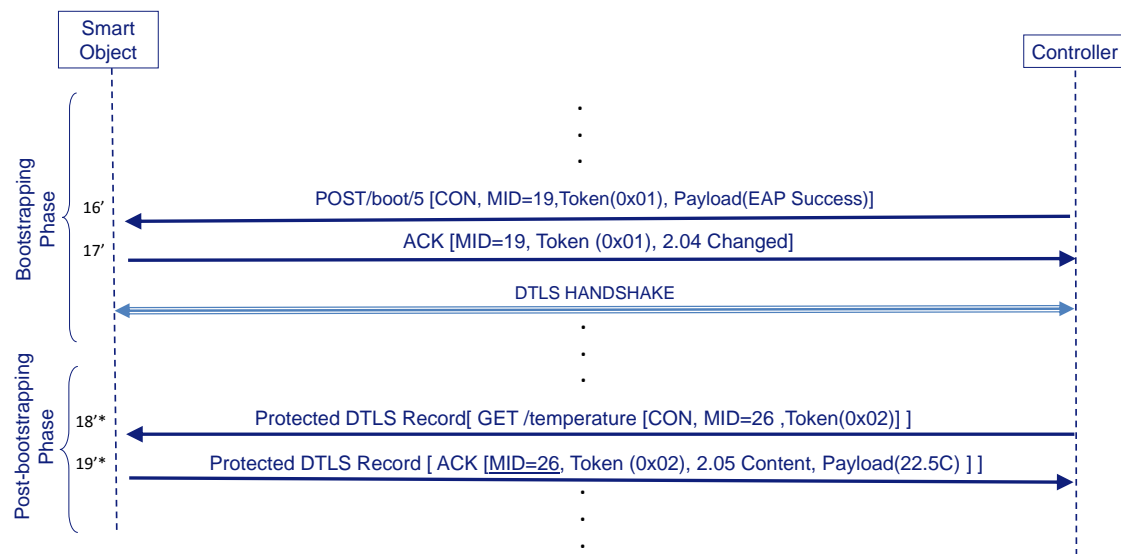 Smart
Object
Controller
Bootstrapping
Phase
16’
POST/boot/5 [CON, MID=19,Token(0x01), Payload(EAP Success)]
17’
ACK [MID=19, Token (0x01), 2.04 Changed]
DTLS HANDSHAKE
Post-bootstrapping
Phase
18’*
Protected DTLS Record[ GET /temperature [CON, MID=26 ,Token(0x02)] ]
19’*
Protected DTLS Record [ ACK [MID=26, Token (0x02), 2.05 Content, Payload(22.5C) ] ]